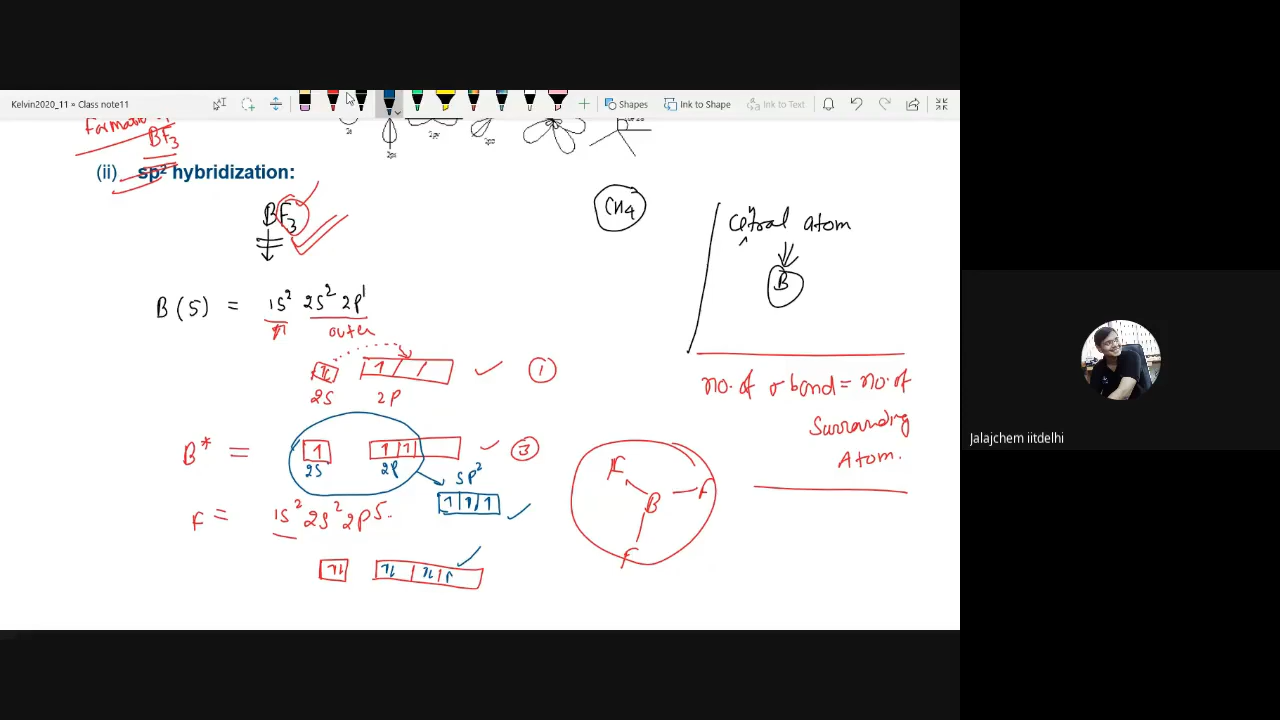 Kelvin2020_11 » Class note11
Shapes
Ink to Shape
Ink to Text
BF3
(ii) sp² hybridization:
BF3
CH4
Cetral atom
n
B
B(5) = 1s² 2s² 2p¹
outer
1
2s 2p
no. of σ bond = no. of
Surrounding
Atom.
B* =
3
2s 2p
sp²
F
B F
F
F = 1s² 2s² 2p5.
Jalajchem iitdelhi